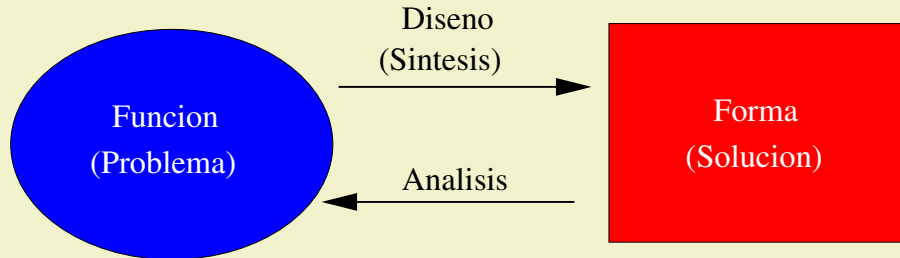 Diseno
(Sintesis)
Funcion
(Problema)
Forma
(Solucion)
Analisis